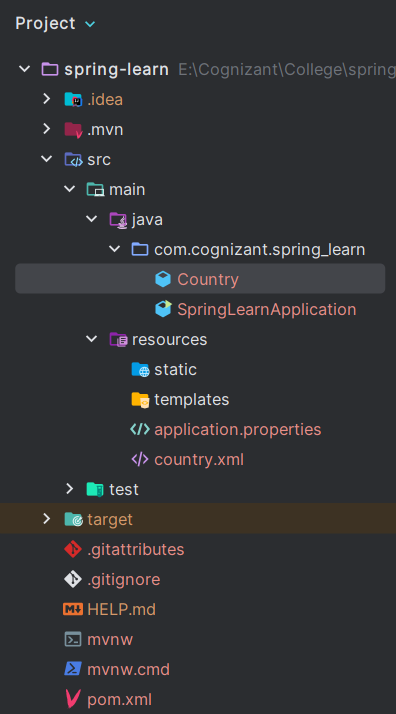 Project
spring-learn E:\Cognizant\College\spring
.idea
.mvn
src
main
java
com.cognizant.spring_learn
Country
SpringLearnApplication
resources
static
templates
application.properties
country.xml
test
target
.gitattributes
.gitignore
HELP.md
mvnw
mvnw.cmd
pom.xml